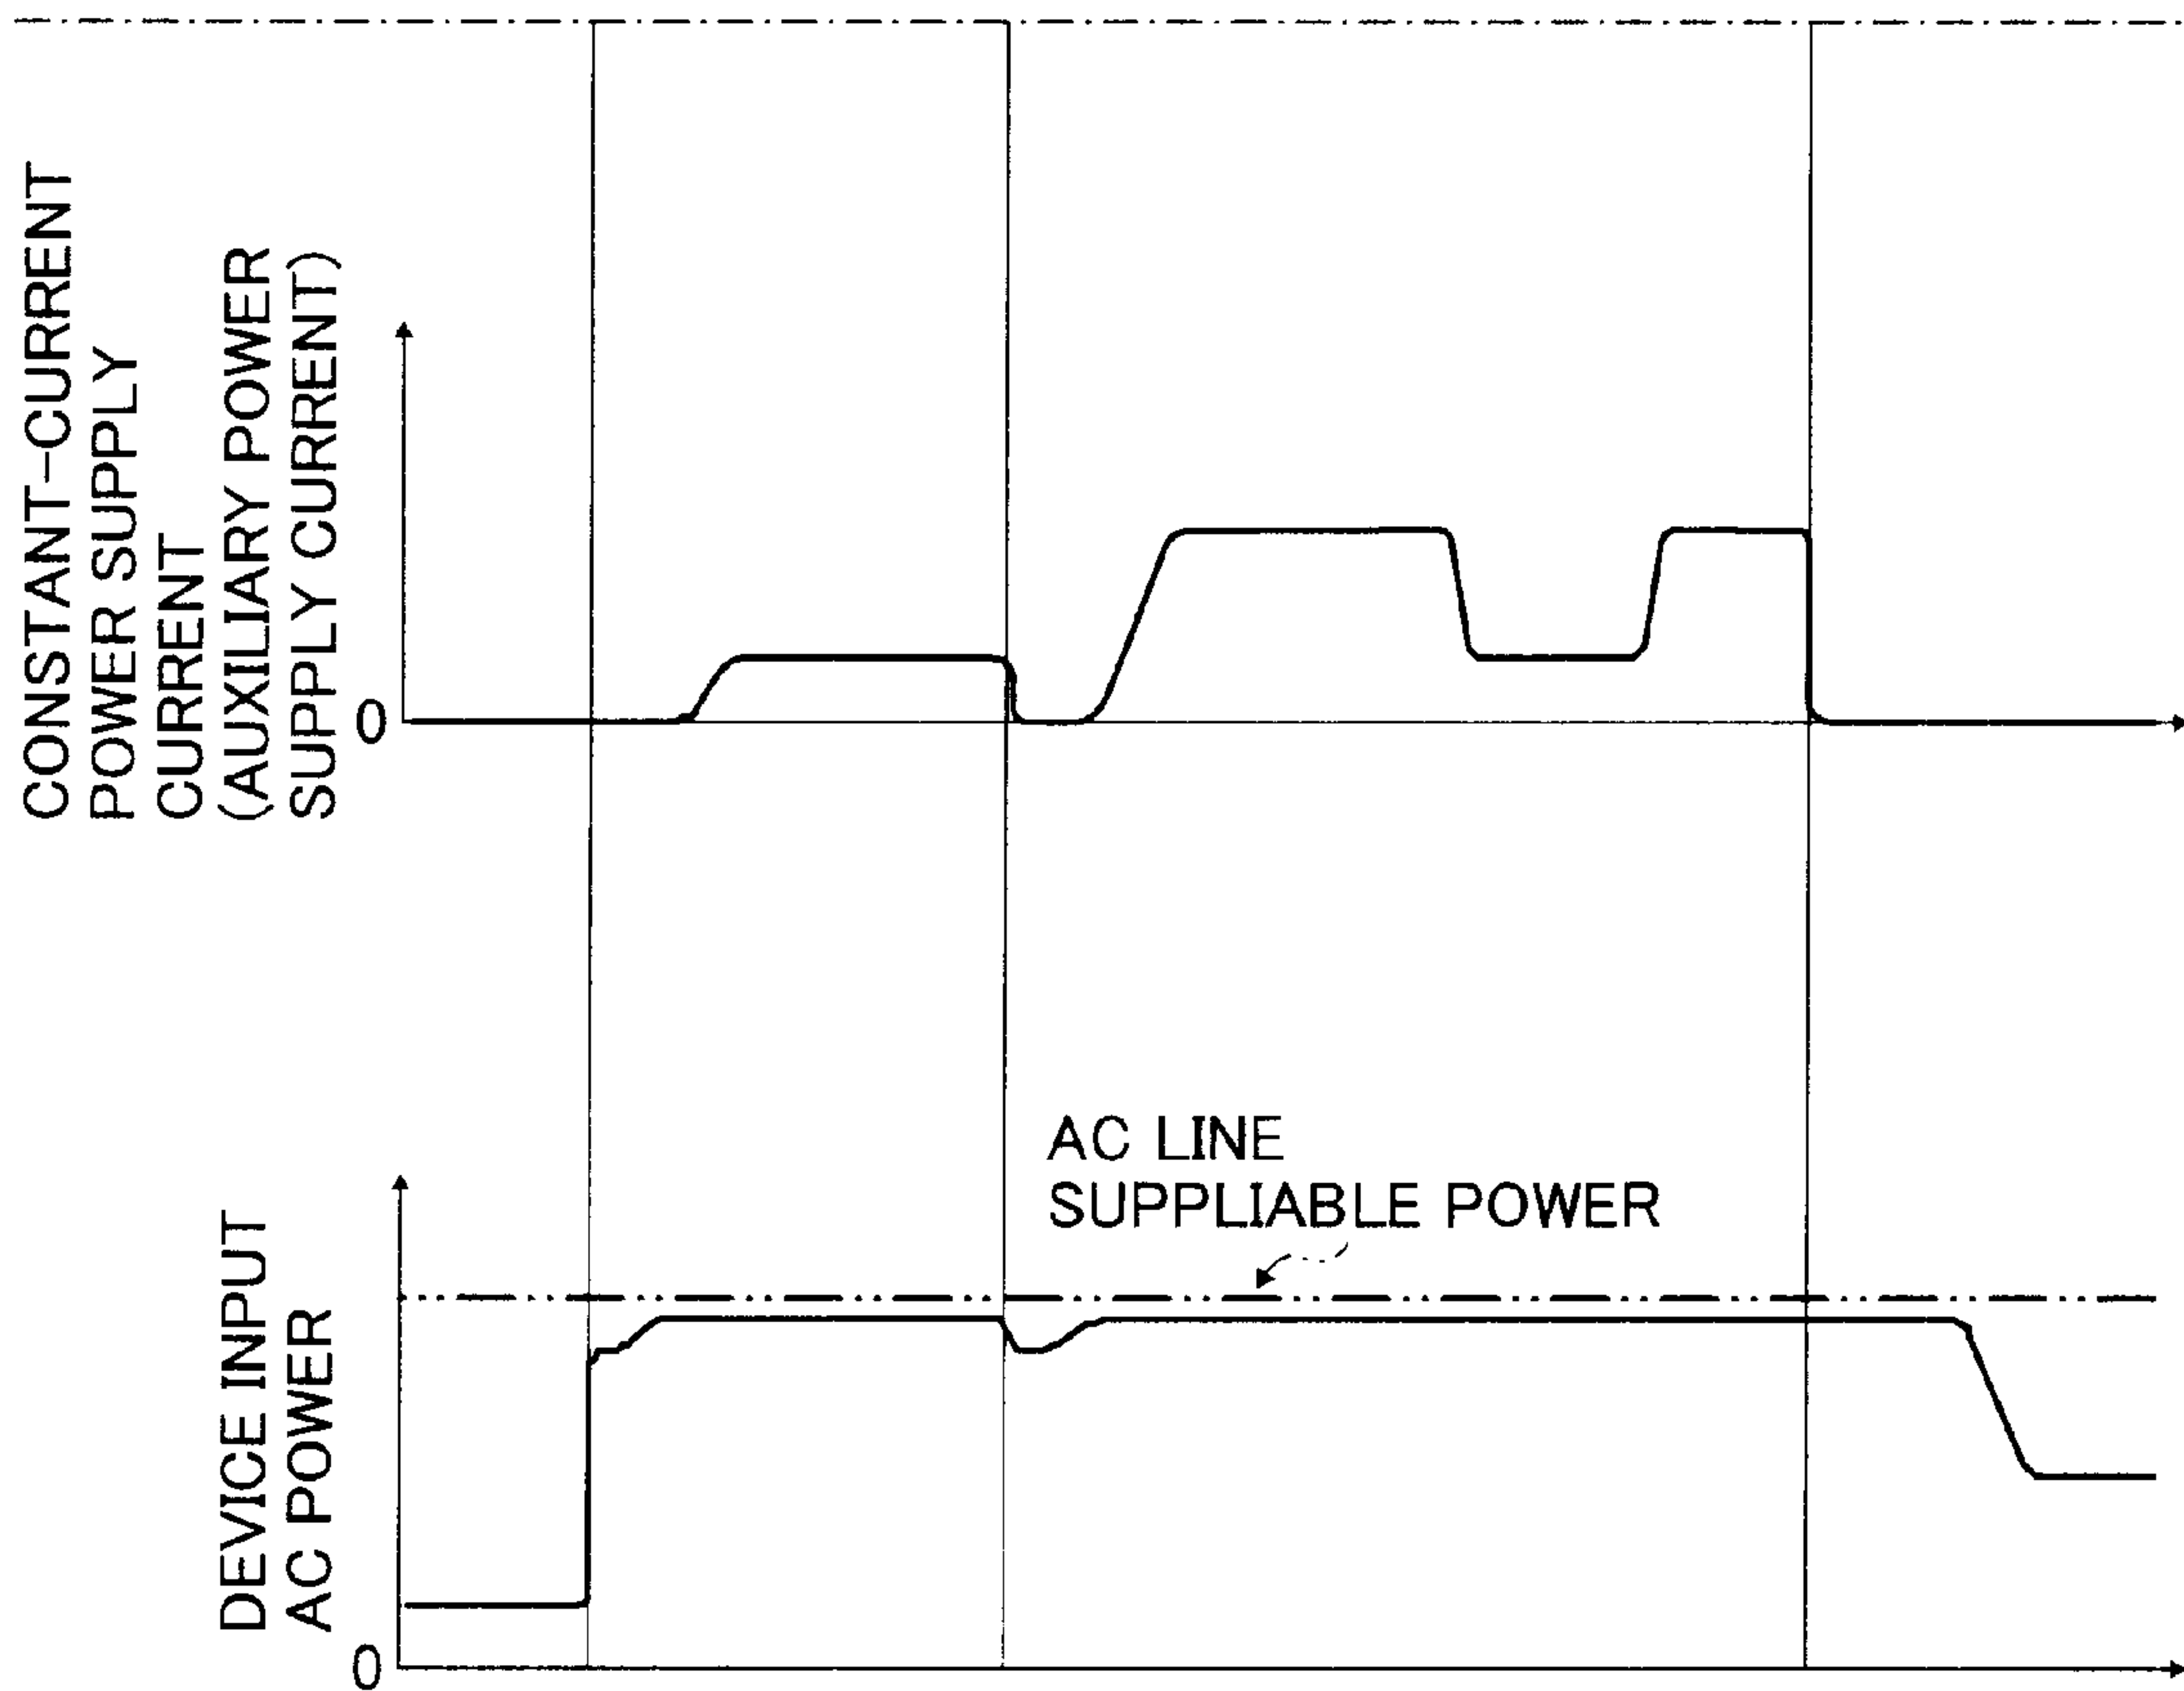 CONSTANT-CURRENT
POWER SUPPLY
CURRENT
(AUXILIARY POWER
SUPPLY CURRENT)
0
AC LINE
SUPPLIABLE POWER
DEVICE INPUT
AC POWER
0